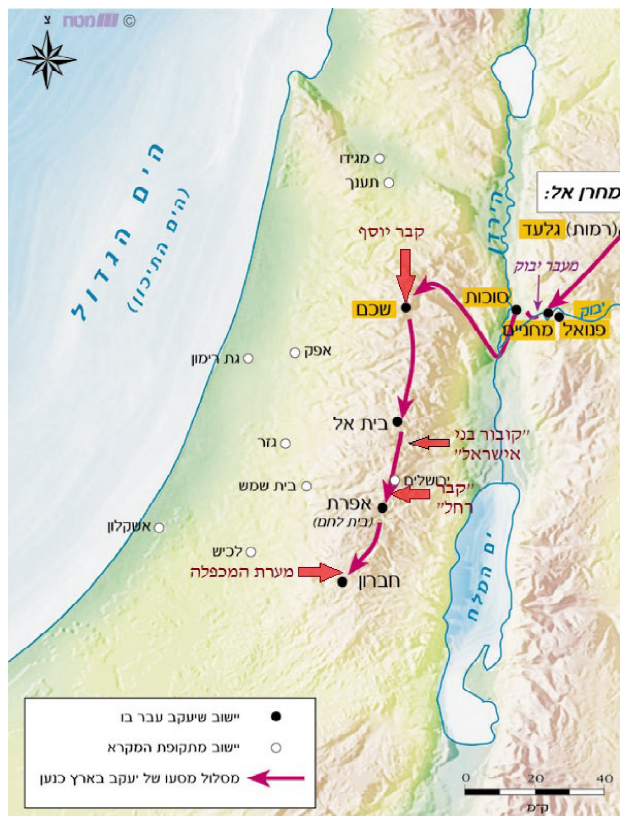 © מטח
צ
הים הגדול
(הים התיכון)
מגידו
תענך
הירדן
מחרן אל:
(רמות) גלעד
מעבר יבוק
קבר יוסף
סוכות
יבוק
שכם
מחניים
פנואל
אפק
גת רימון
בית אל
"קובור בני
אישראל"
גזר
ירושלים
"קבר
רחל"
בית שמש
אפרת
(בית לחם)
אשקלון
לכיש
מערת המכפלה
חברון
ים המלח
יישוב שיעקב עבר בו
יישוב מתקופת המקרא
מסלול מסעו של יעקב בארץ כנען
0 20 40
ק"מ